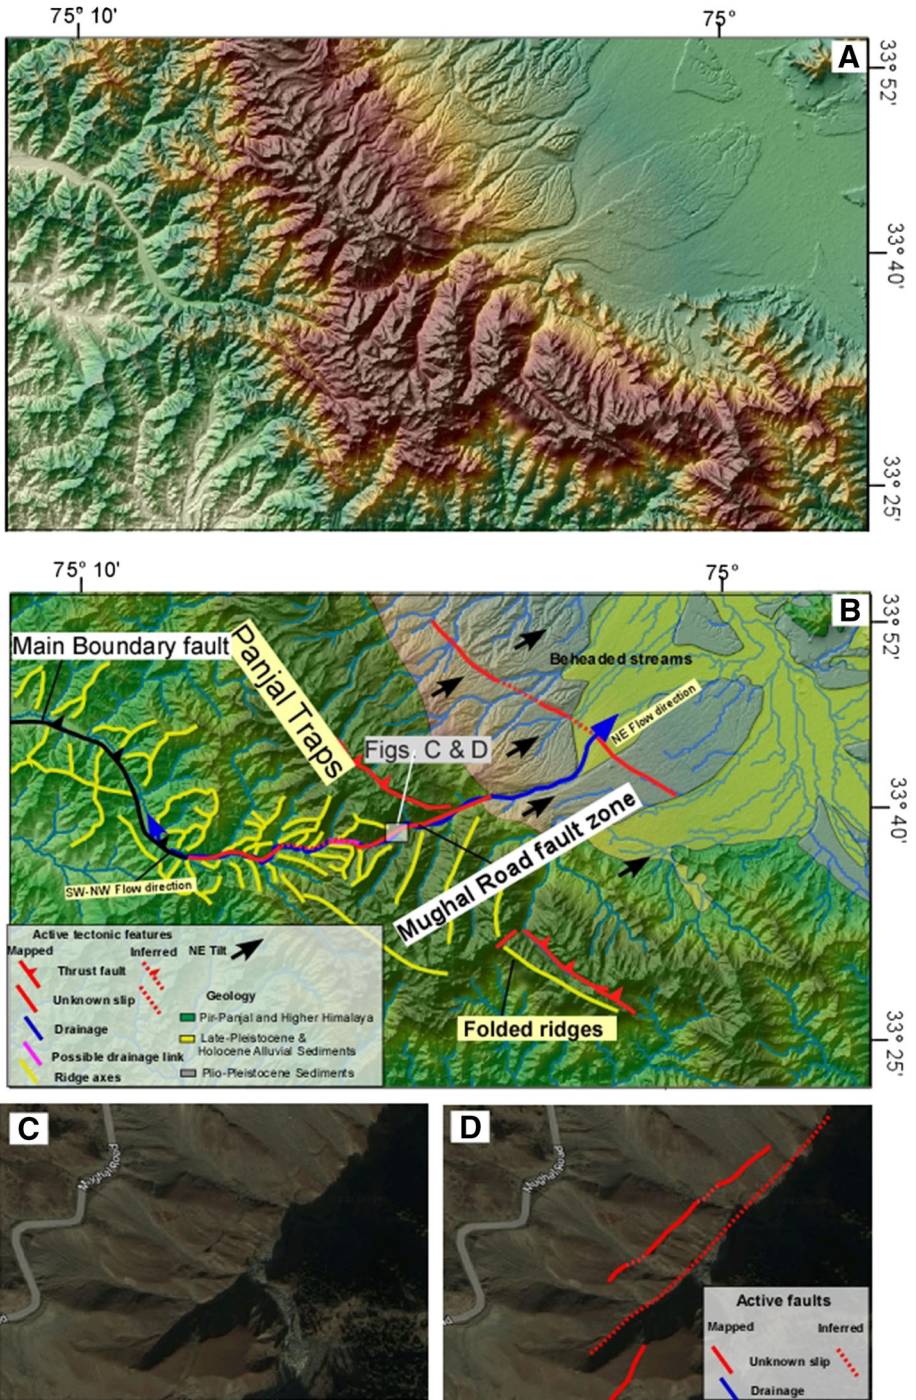 75° 10'
75°
A
33° 52'
33° 40'
33° 25'
75° 10'
75°
B
33° 52'
33° 40'
33° 25'
Main Boundary fault
Panjal Traps
Beheaded streams
NE Flow direction
Figs. C & D
Mughal Road fault zone
SW-NW Flow direction
Folded ridges
Active tectonic features
Mapped
Inferred
NE Tilt
Thrust fault
Unknown slip
Drainage
Possible drainage link
Ridge axes
Geology
Pir-Panjal and Higher Himalaya
Late-Pleistocene &
Holocene Alluvial Sediments
Plio-Pleistocene Sediments
C
Mughal Road
D
Mughal Road
Active faults
Mapped
Inferred
Unknown slip
Drainage